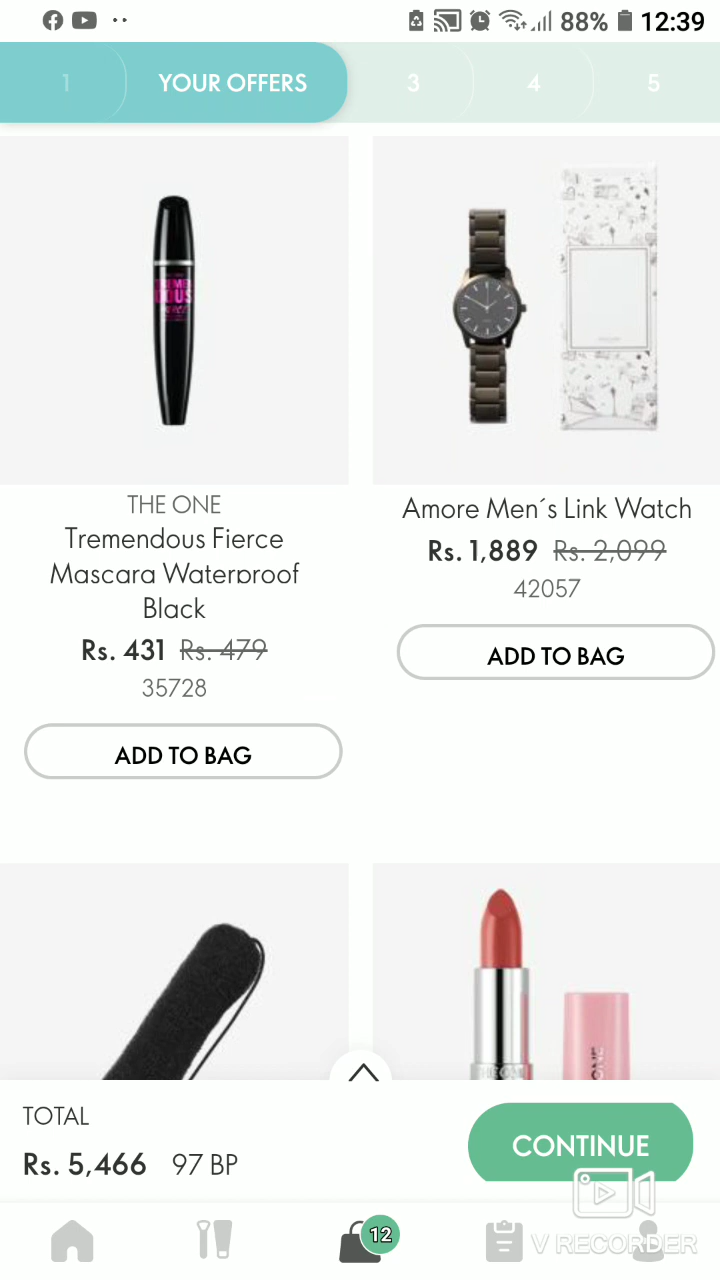 88% 12:39
1 YOUR OFFERS 3 4 5
THE ONE
Tremendous Fierce
Mascara Waterproof
Black
Rs. 431 Rs. 479
35728
ADD TO BAG
Amore Men´s Link Watch
Rs. 1,889 Rs. 2,099
42057
ADD TO BAG
ONE
TOTAL
Rs. 5,466 97 BP
CONTINUE
12
V RECORDER